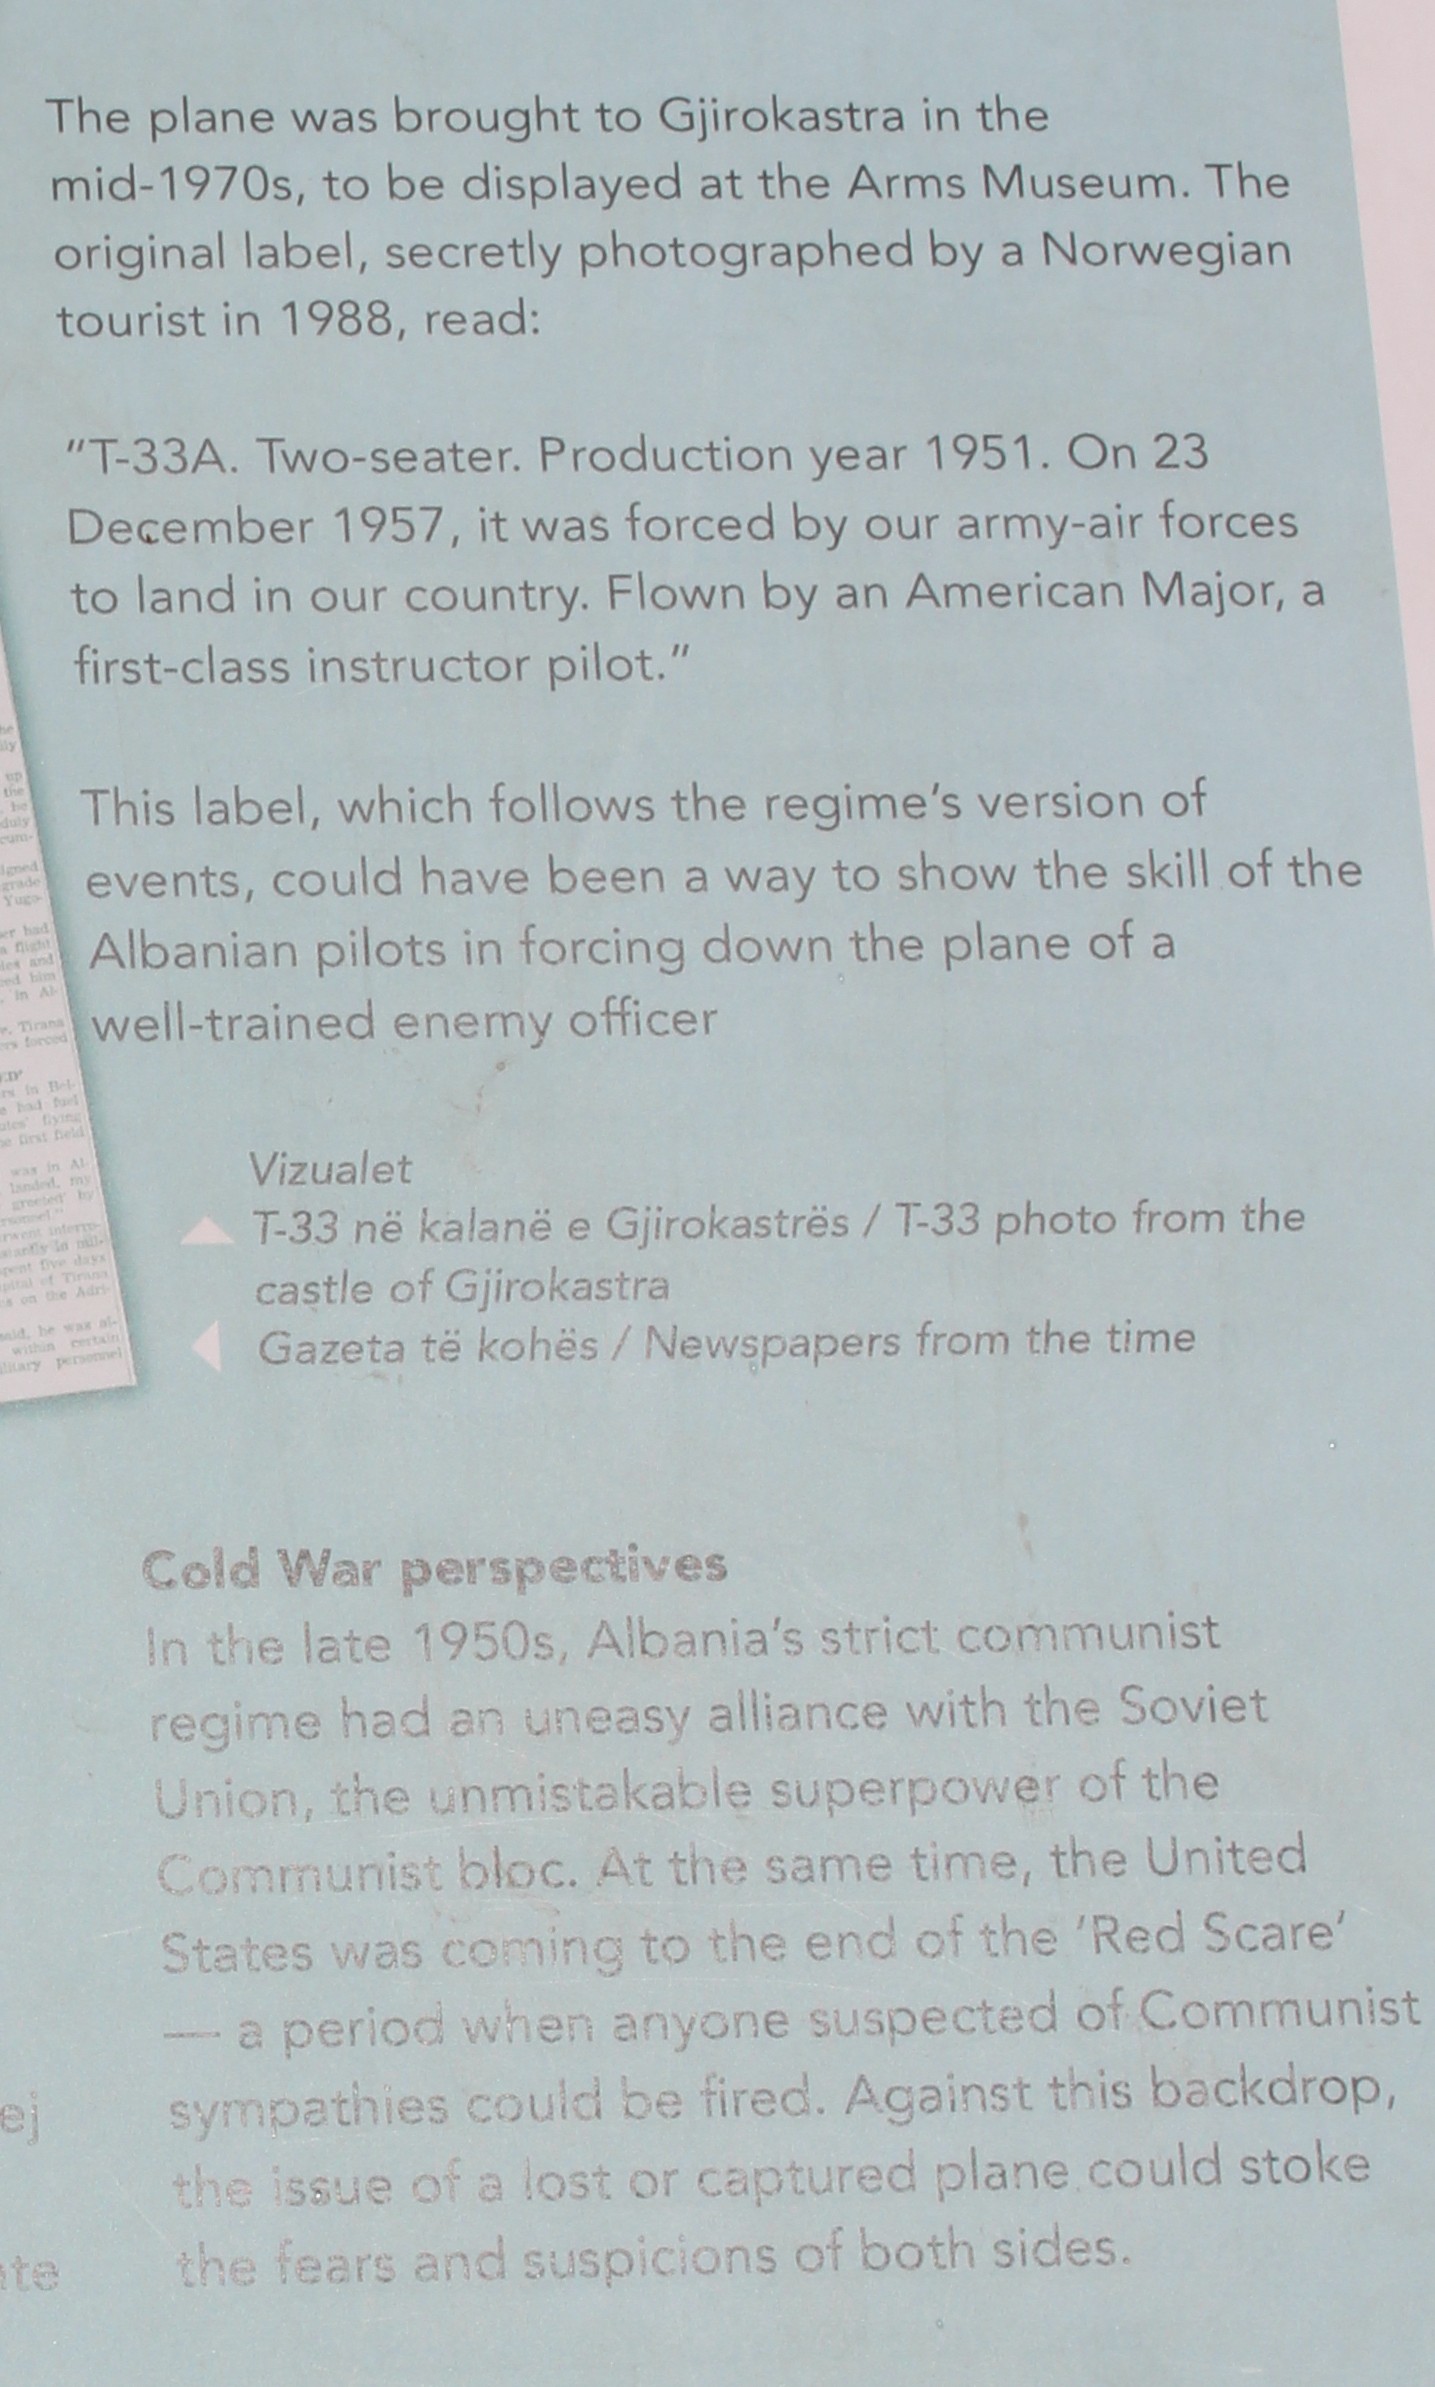 The plane was brought to Gjirokastra in the
mid-1970s, to be displayed at the Arms Museum. The
original label, secretly photographed by a Norwegian
tourist in 1988, read:
"T-33A. Two-seater. Production year 1951. On 23
December 1957, it was forced by our army-air forces
to land in our country. Flown by an American Major, a
first-class instructor pilot."
This label, which follows the regime's version of
events, could have been a way to show the skill of the
Albanian pilots in forcing down the plane of a
well-trained enemy officer
Vizualet
T-33 në kalanë e Gjirokastrës / T-33 photo from the
castle of Gjirokastra
Gazeta të kohës / Newspapers from the time
Cold War perspectives
In the late 1950s, Albania's strict communist
regime had an uneasy alliance with the Soviet
Union, the unmistakable superpower of the
Communist bloc. At the same time, the United
States was coming to the end of the 'Red Scare'
— a period when anyone suspected of Communist
sympathies could be fired. Against this backdrop,
the issue of a lost or captured plane could stoke
the fears and suspicions of both sides.